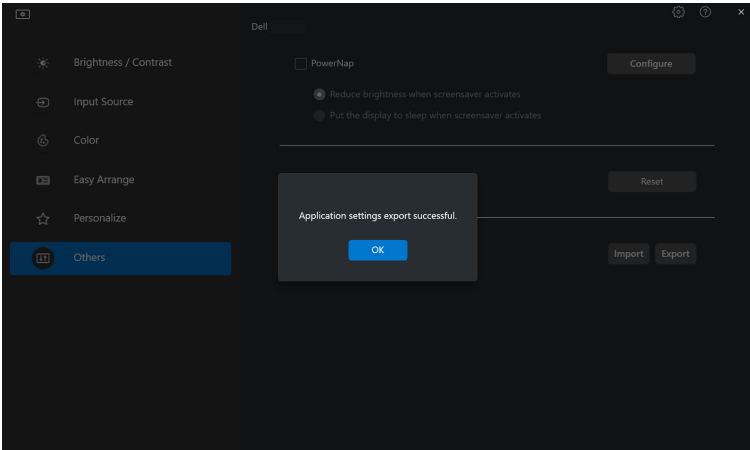 Dell
Brightness / Contrast
Input Source
Color
Easy Arrange
Personalize
Others
PowerNap
Configure
Reduce brightness when screensaver activates
Put the display to sleep when screensaver activates
Reset
Application settings export successful.
OK
Import
Export